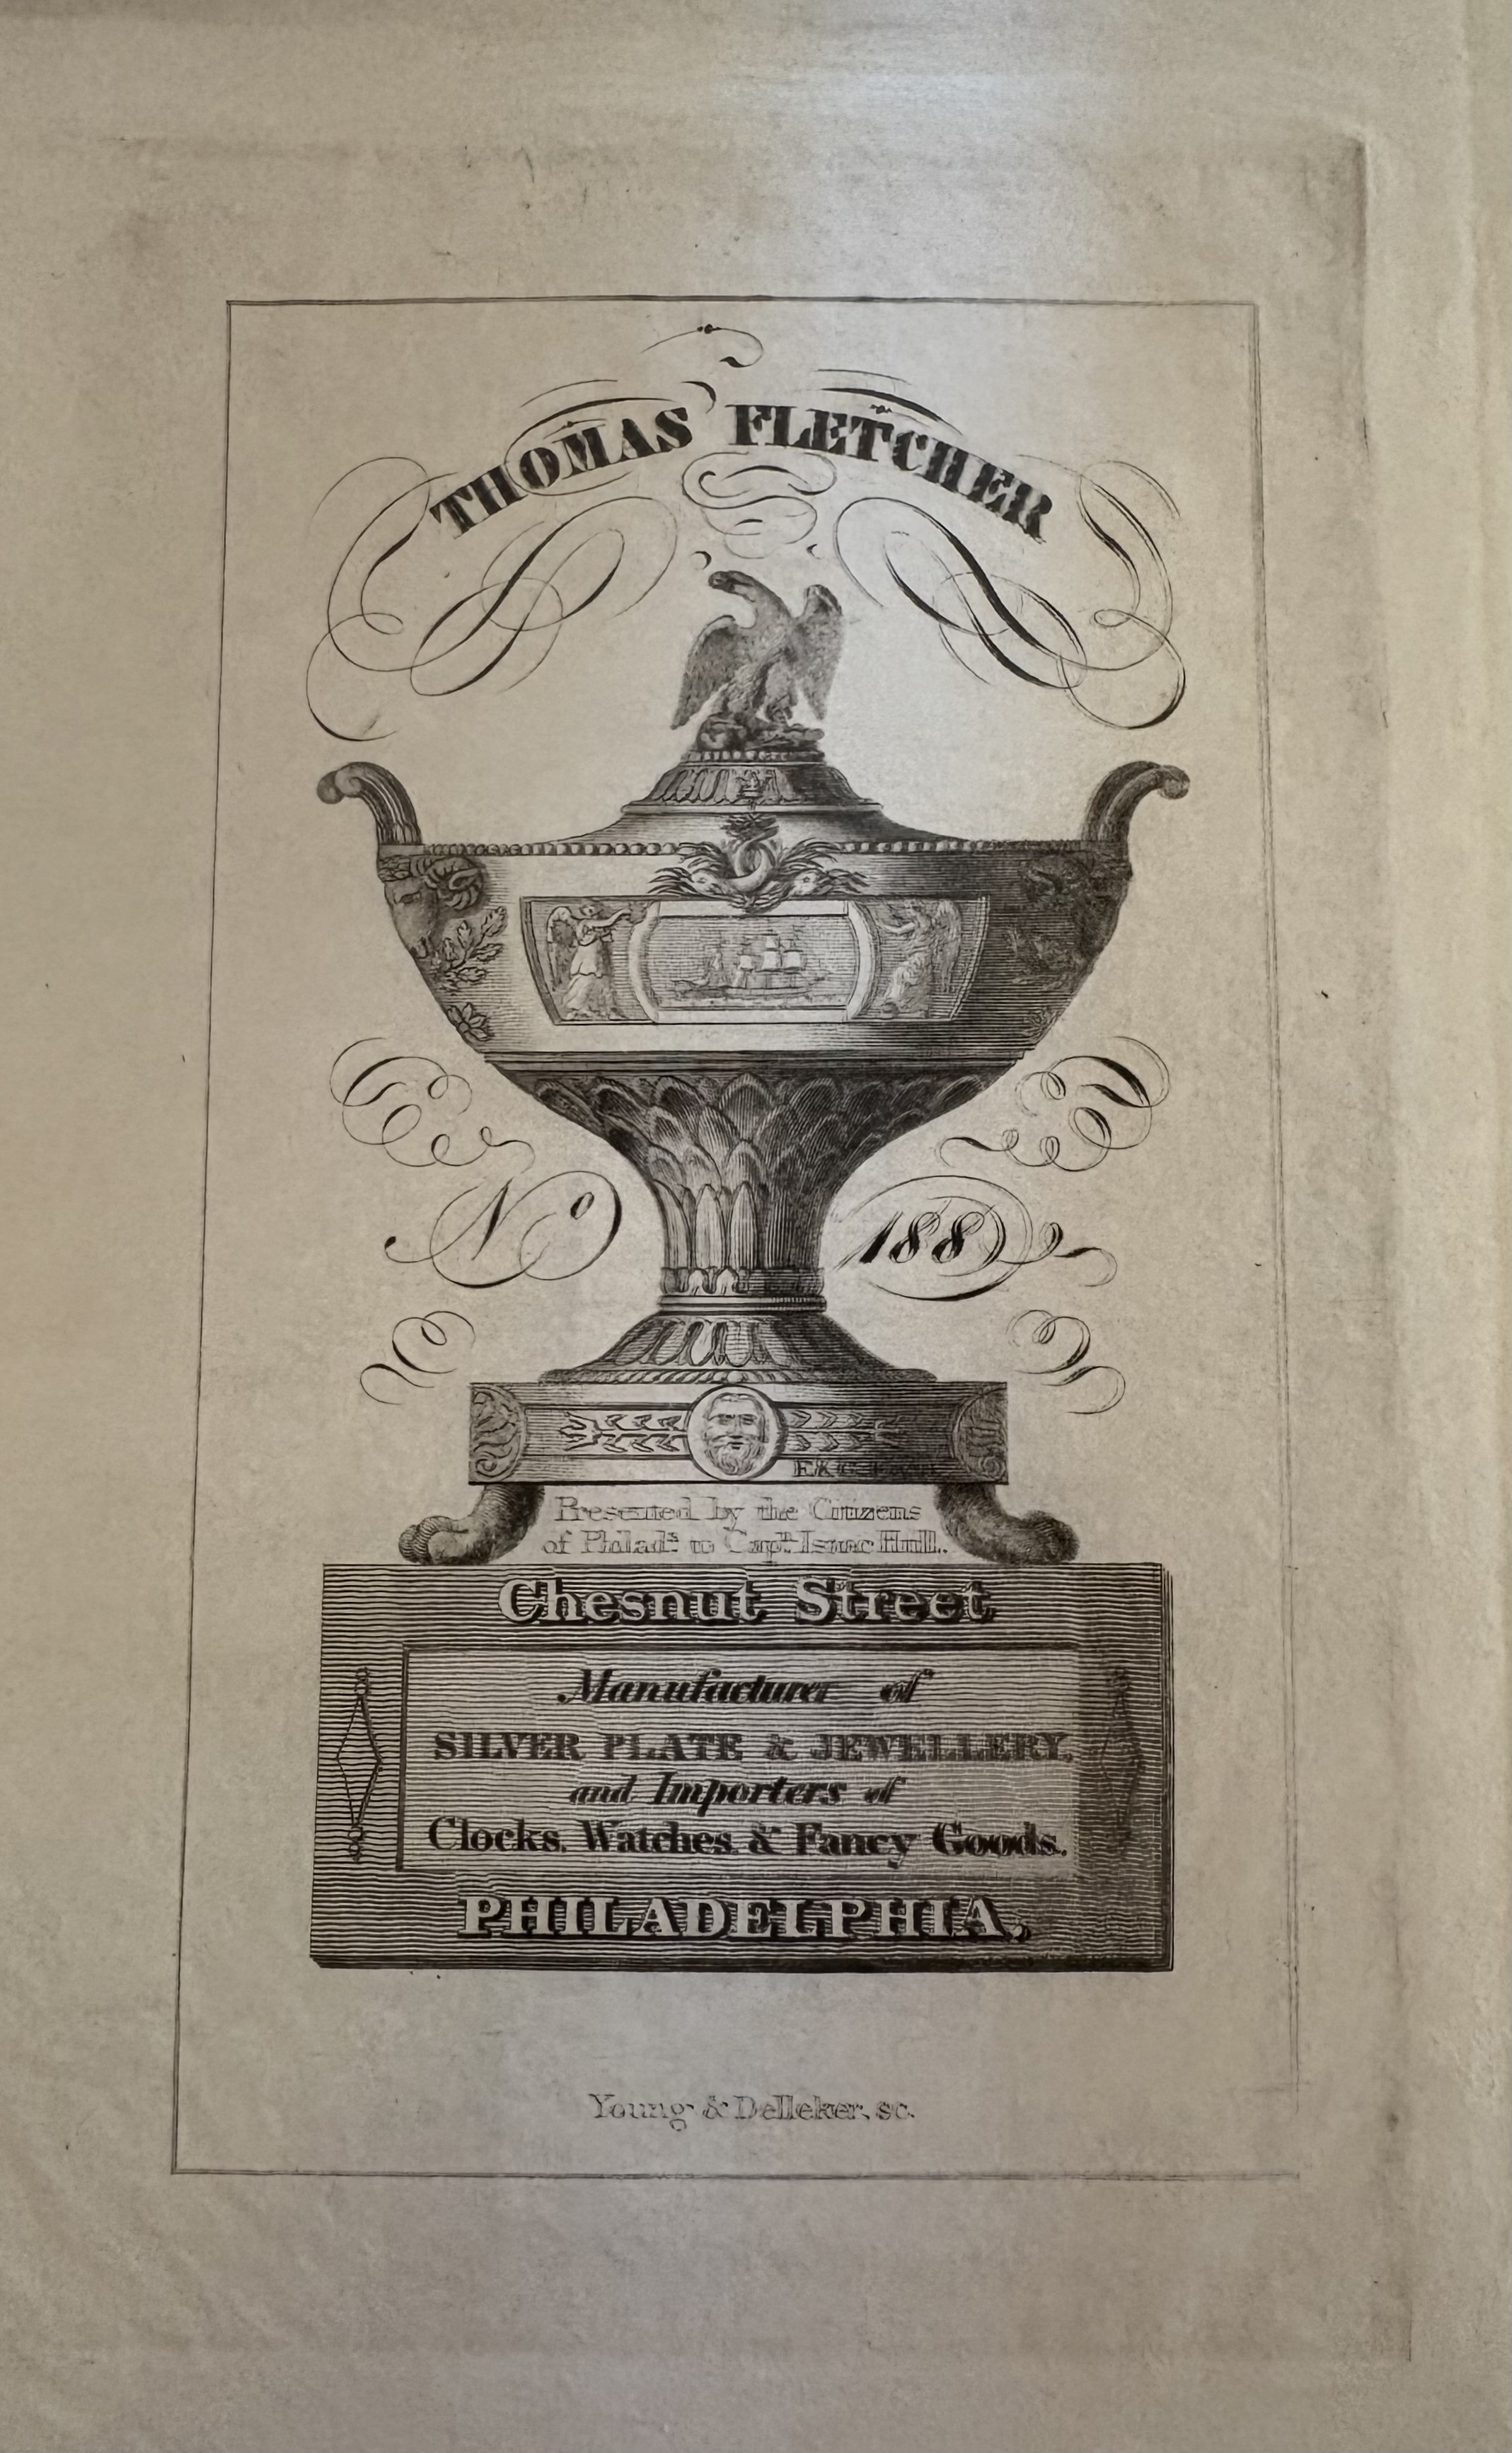 THOMAS FLETCHER
No 188
Presented by the Citizens
of Philada. to Capt. Isaac Hull.
Chesnut Street
Manufacturer of
SILVER PLATE & JEWELLERY,
and Importers of
Clocks, Watches & Fancy Goods.
PHILADELPHIA,
Young & Delleker, sc.